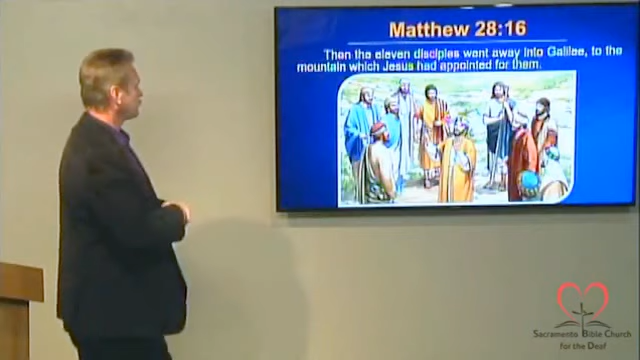 Matthew 28:16
Then the eleven disciples went away into Galilee, to the
mountain which Jesus had appointed for them.
Sacramento Bible Church
for the Deaf